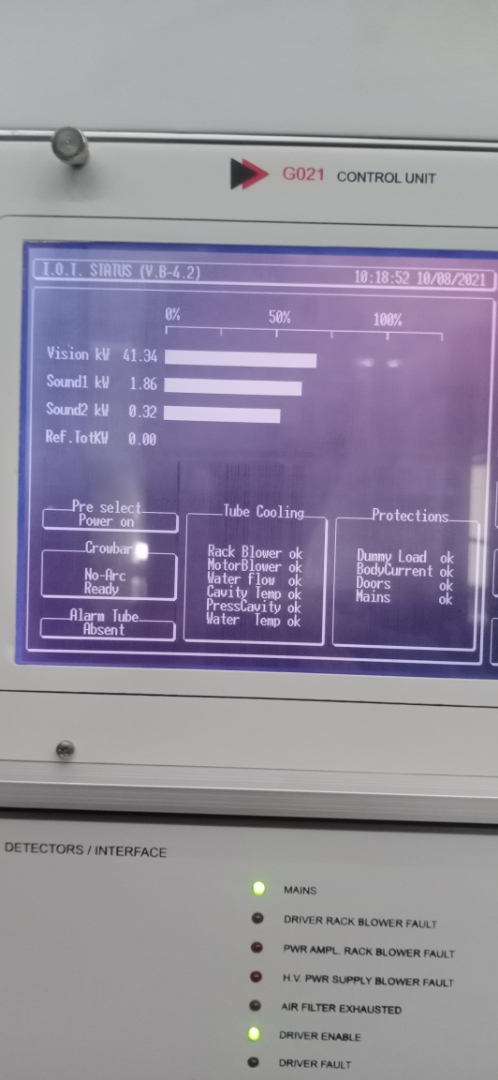 G021 CONTROL UNIT
I.O.T. STATUS (V.B-4.2) 10:18:52 10/08/2021
0% 50% 100%
Vision kW 41.34
Sound1 kW 1.86
Sound2 kW 0.32
Ref.TotKW 0.00
Pre select
Power on
Crowbar
No-Arc
Ready
Alarm Tube
Absent
Tube Cooling
Rack Blower ok
MotorBlower ok
Water flow ok
Cavity Temp ok
PressCavity ok
Water Temp ok
Protections
Dummy Load ok
BodyCurrent ok
Doors ok
Mains ok
DETECTORS / INTERFACE
MAINS
DRIVER RACK BLOWER FAULT
PWR AMPL. RACK BLOWER FAULT
H.V. PWR SUPPLY BLOWER FAULT
AIR FILTER EXHAUSTED
DRIVER ENABLE
DRIVER FAULT